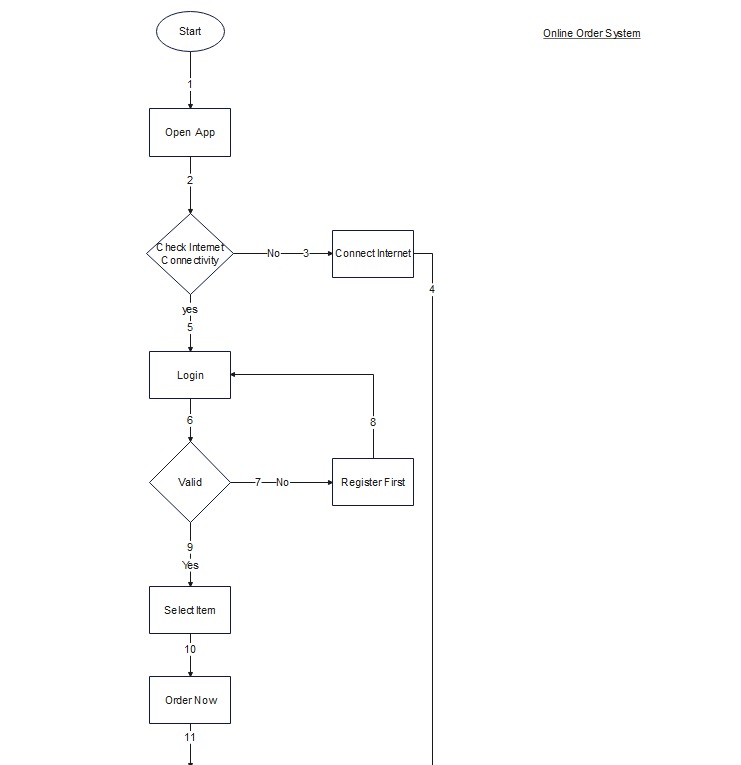 Start
Online Order System
1
Open App
2
Check Internet
Connectivity
No
3
Connect Internet
4
yes
5
Login
6
8
Valid
7
No
Register First
9
Yes
Select Item
10
Order Now
11